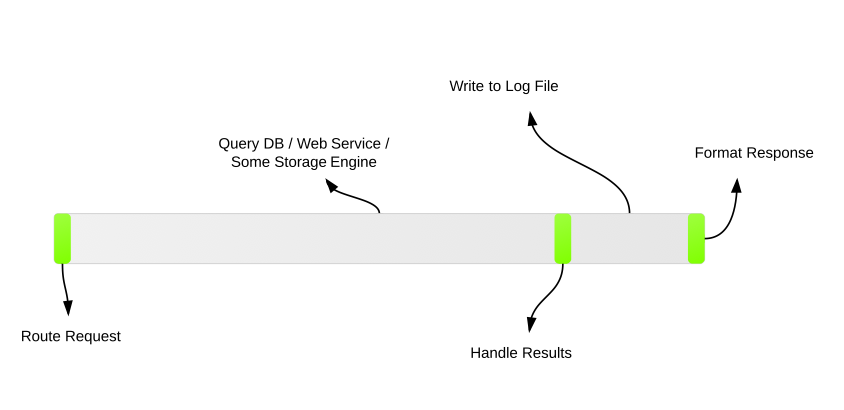 Write to Log File
Query DB / Web Service /
Some Storage Engine
Format Response
Route Request
Handle Results